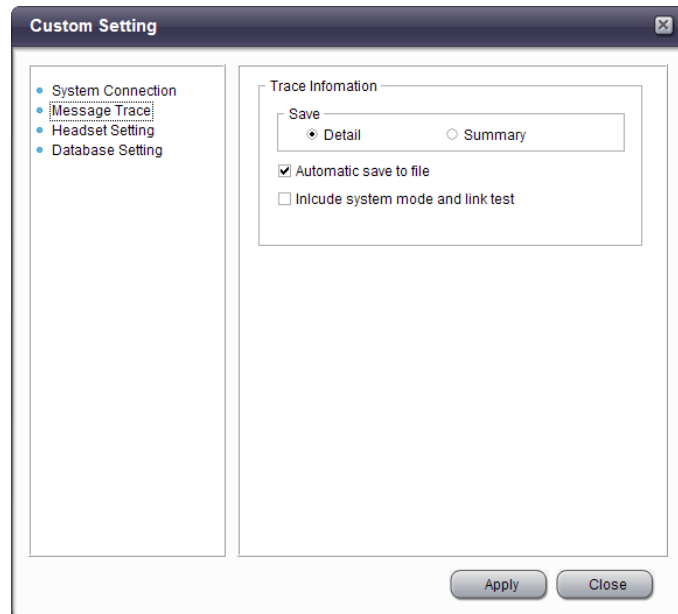 Custom Setting
System Connection
Message Trace
Headset Setting
Database Setting
Trace Infomation
Save
Detail
Summary
Automatic save to file
Inlcude system mode and link test
Apply
Close